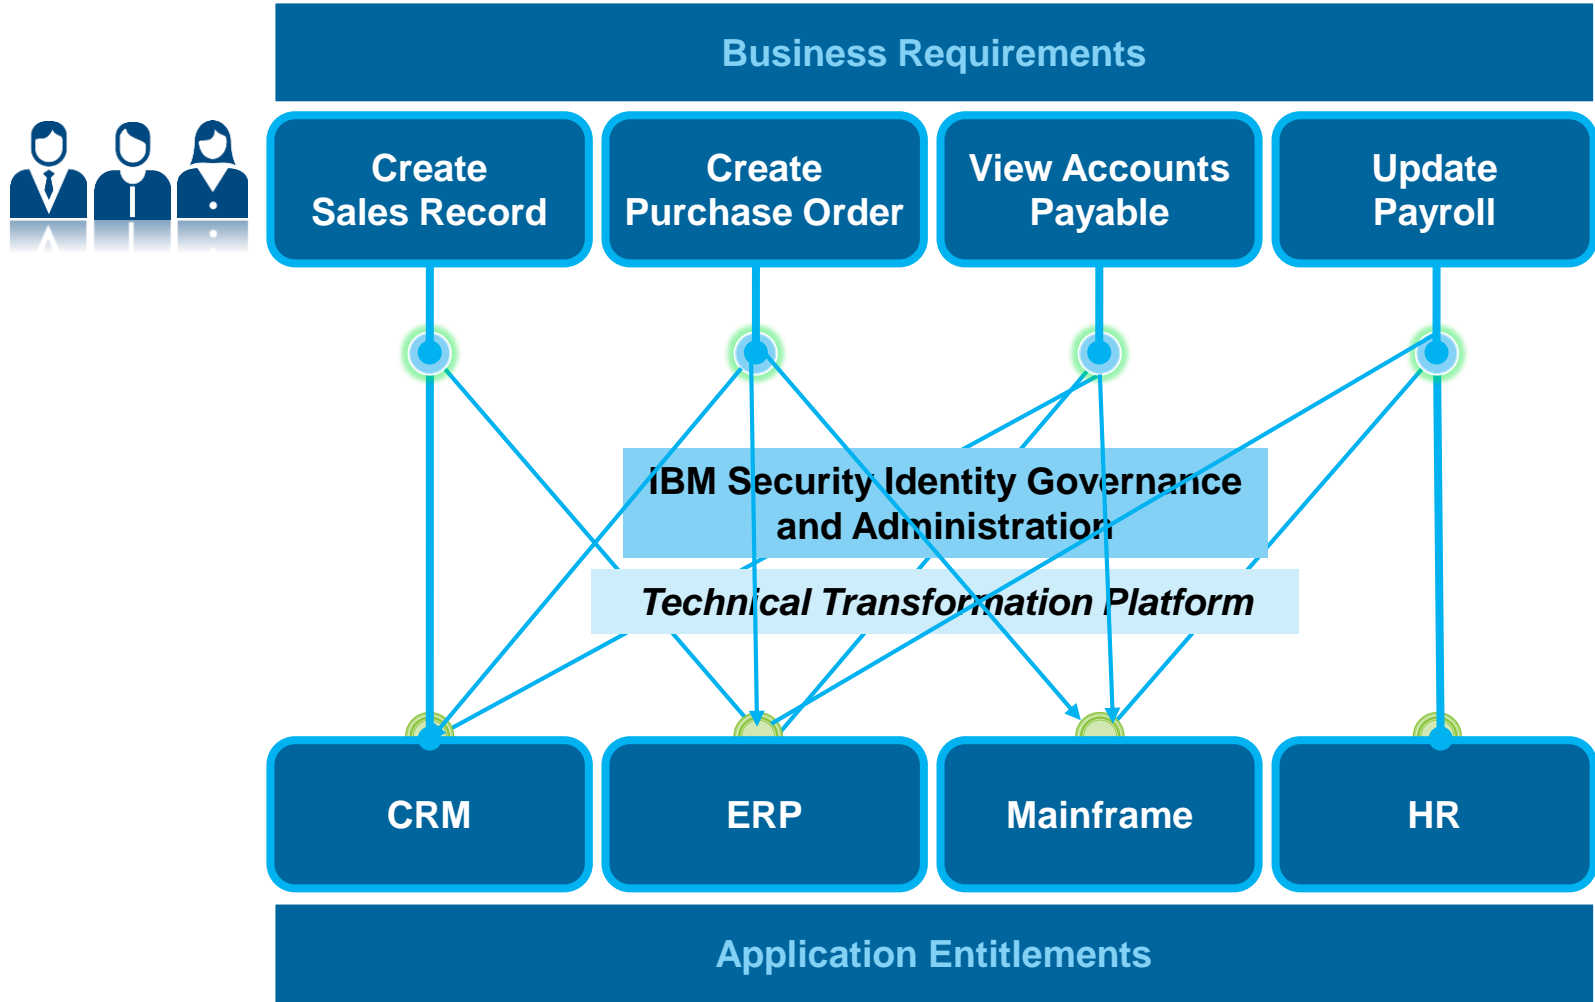 Business Requirements
Create
Sales Record
Create
Purchase Order
View Accounts
Payable
Update
Payroll
IBM Security Identity Governance
and Administration
Technical Transformation Platform
CRM
ERP
Mainframe
HR
Application Entitlements